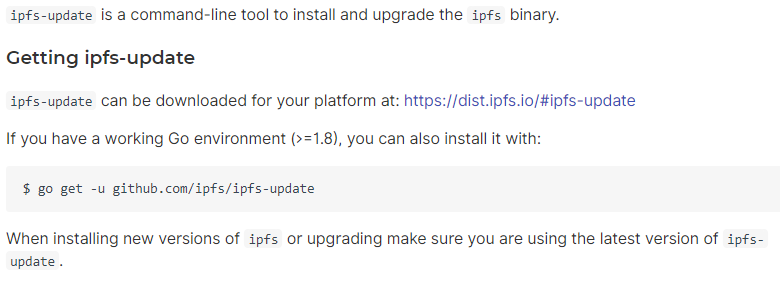 ipfs-update is a command-line tool to install and upgrade the ipfs binary.
Getting ipfs-update
ipfs-update can be downloaded for your platform at: https://dist.ipfs.io/#ipfs-update
If you have a working Go environment (>=1.8), you can also install it with:
$ go get -u github.com/ipfs/ipfs-update
When installing new versions of ipfs or upgrading make sure you are using the latest version of ipfs-
update.